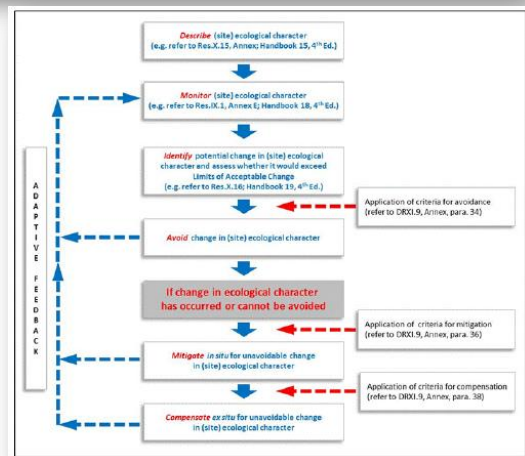 Describe (site) ecological character
(e.g. refer to Res.X.15, Annex; Handbook 15, 4th Ed.)
Monitor (site) ecological character
(e.g. refer to Res.IX.1, Annex E; Handbook 18, 4th Ed.)
Identify potential change in (site) ecological
character and assess whether it would exceed
Limits of Acceptable Change
(e.g. refer to Res.X.16; Handbook 19, 4th Ed.)
Application of criteria for avoidance
(refer to DRXI.9, Annex, para. 34)
Avoid change in (site) ecological character
If change in ecological character
has occurred or cannot be avoided
Application of criteria for mitigation
(refer to DRXI.9, Annex, para. 36)
Mitigate in situ for unavoidable change
in (site) ecological character
Application of criteria for compensation
(refer to DRXI.9, Annex, para. 38)
Compensate ex situ for unavoidable change
in (site) ecological character
ADAPTIVE FEEDBACK